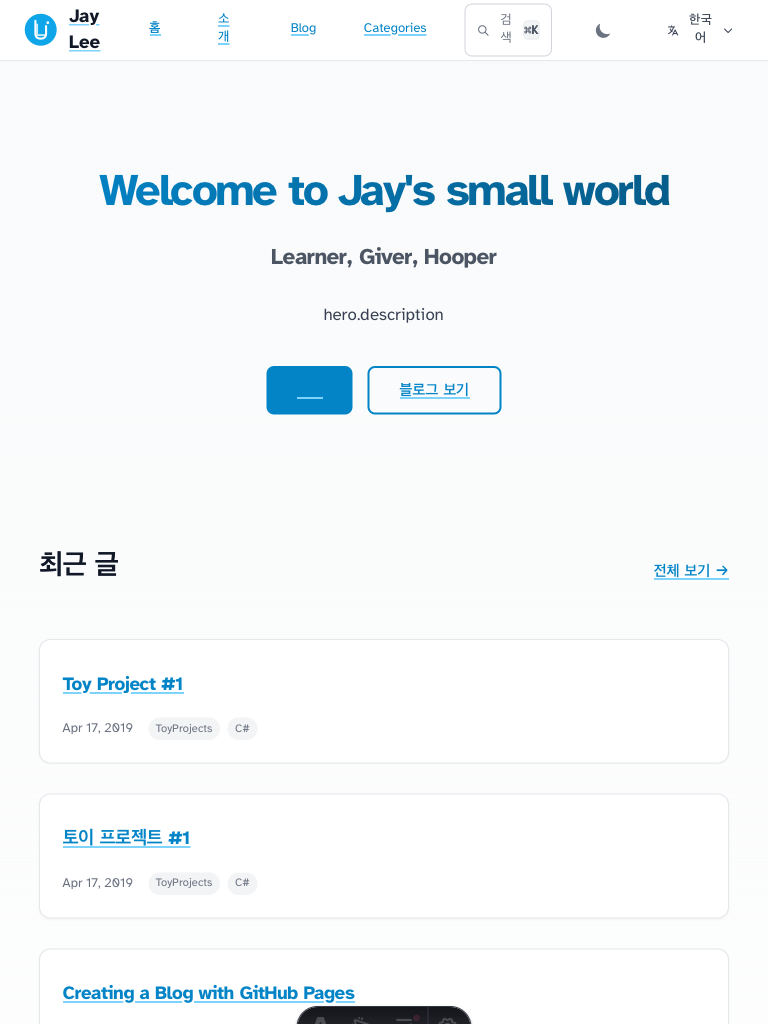 Jay
Lee
홈
소
개
Blog
Categories
검
색
⌘K
한국
어
Welcome to Jay's small world
Learner, Giver, Hooper
hero.description
블로그 보기
최근 글
전체 보기 →
Toy Project #1
Apr 17, 2019 ToyProjects C#
토이 프로젝트 #1
Apr 17, 2019 ToyProjects C#
Creating a Blog with GitHub Pages